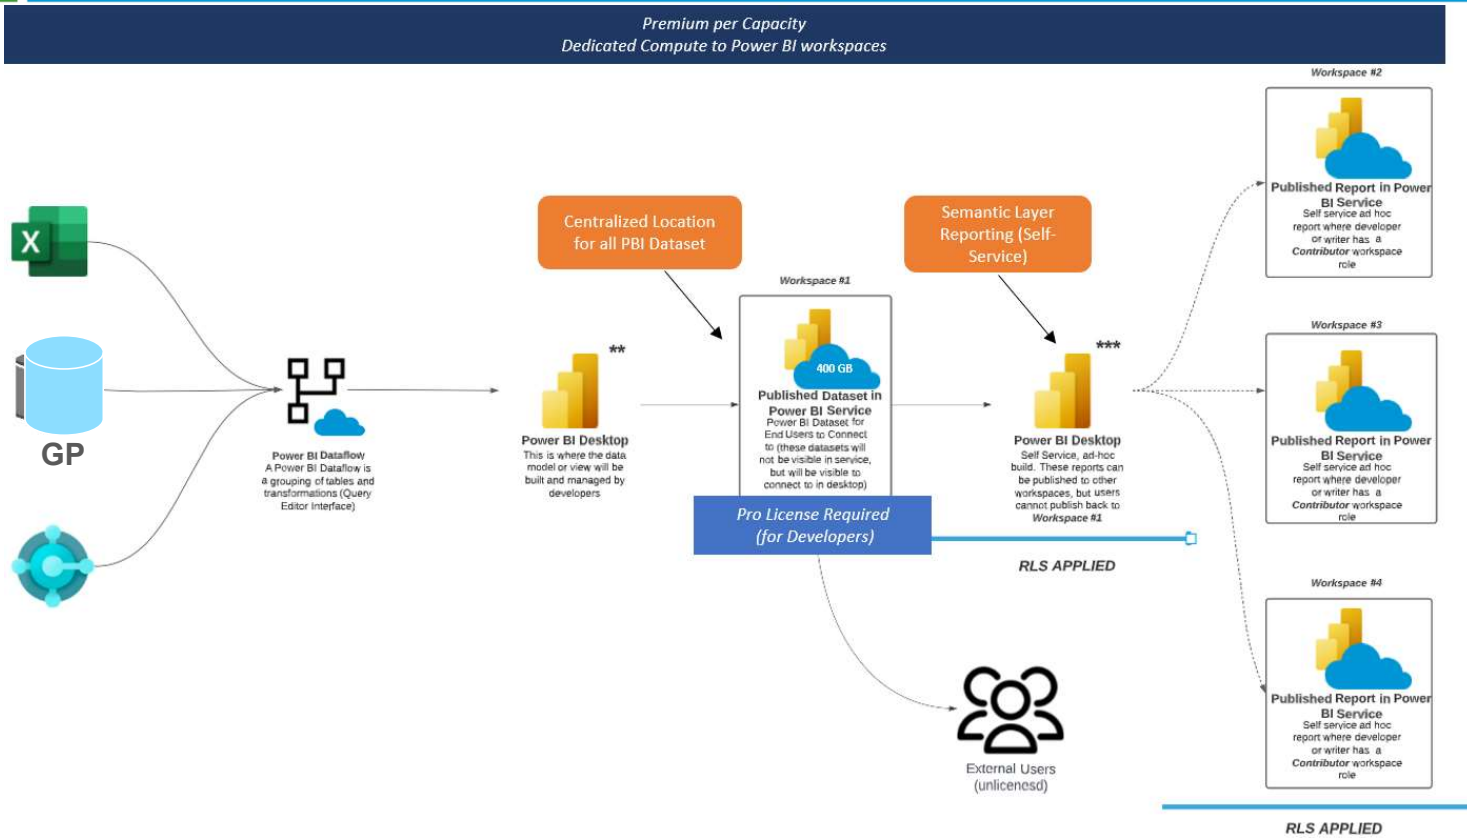 Premium per Capacity
Dedicated Compute to Power BI workspaces
Workspace #2
Published Report in Power
BI Service
Self service ad hoc
report where developer
or writer has a
Contributor workspace
role
Centralized Location
for all PBI Dataset
Semantic Layer
Reporting (Self-
Service)
X
Workspace #1
400 GB
Published Dataset in
Power BI Service
Power BI Dataset for
End Users to Connect
to (these datasets will
not be visible in service,
but will be visible to
connect to in desktop)
Pro License Required
(for Developers)
GP
Power BI Dataflow
A Power BI Dataflow is
a grouping of tables and
transformations (Query
Editor Interface)
**
Power BI Desktop
This is where the data
model or view will be
built and managed by
developers
***
Power BI Desktop
Self Service, ad-hoc
build. These reports can
be published to other
workspaces, but users
cannot publish back to
Workspace #1
RLS APPLIED
Workspace #3
Published Report in Power
BI Service
Self service ad hoc
report where developer
or writer has a
Contributor workspace
role
External Users
(unlicenesd)
Workspace #4
Published Report in Power
BI Service
Self service ad hoc
report where developer
or writer has a
Contributor workspace
role
RLS APPLIED